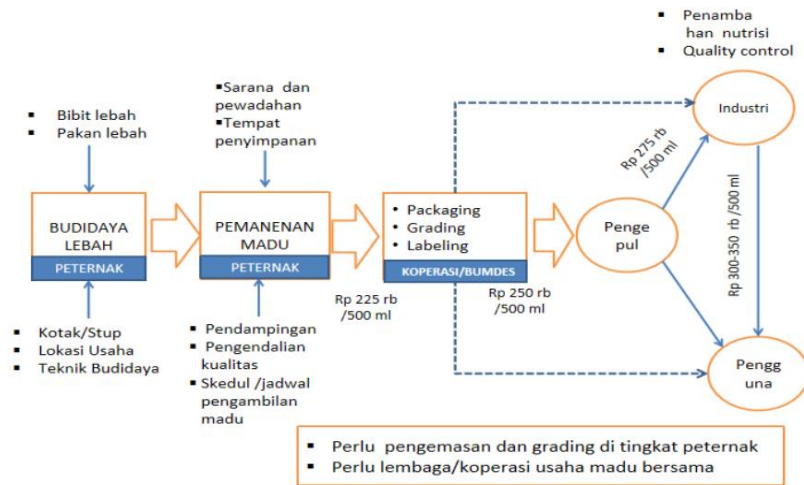 ▪ Bibit lebah
▪ Pakan lebah
BUDIDAYA
LEBAH
PETERNAK
▪ Kotak/Stup
▪ Lokasi Usaha
▪ Teknik Budidaya
▪Sarana dan
pewadahan
▪Tempat
penyimpanan
PEMANENAN
MADU
PETERNAK
▪ Pendampingan
▪ Pengendalian
kualitas
▪ Skedul /jadwal
pengambilan
madu
Rp 225 rb
/500 ml
• Packaging
• Grading
• Labeling
KOPERASI/BUMDES
Rp 250 rb
/500 ml
Penge
pul
Rp 275 rb
/500 ml
▪ Penamba
han nutrisi
▪ Quality control
Industri
Rp 300-350 rb /500 ml
Pengg
una
▪ Perlu pengemasan dan grading di tingkat peternak
▪ Perlu lembaga/koperasi usaha madu bersama